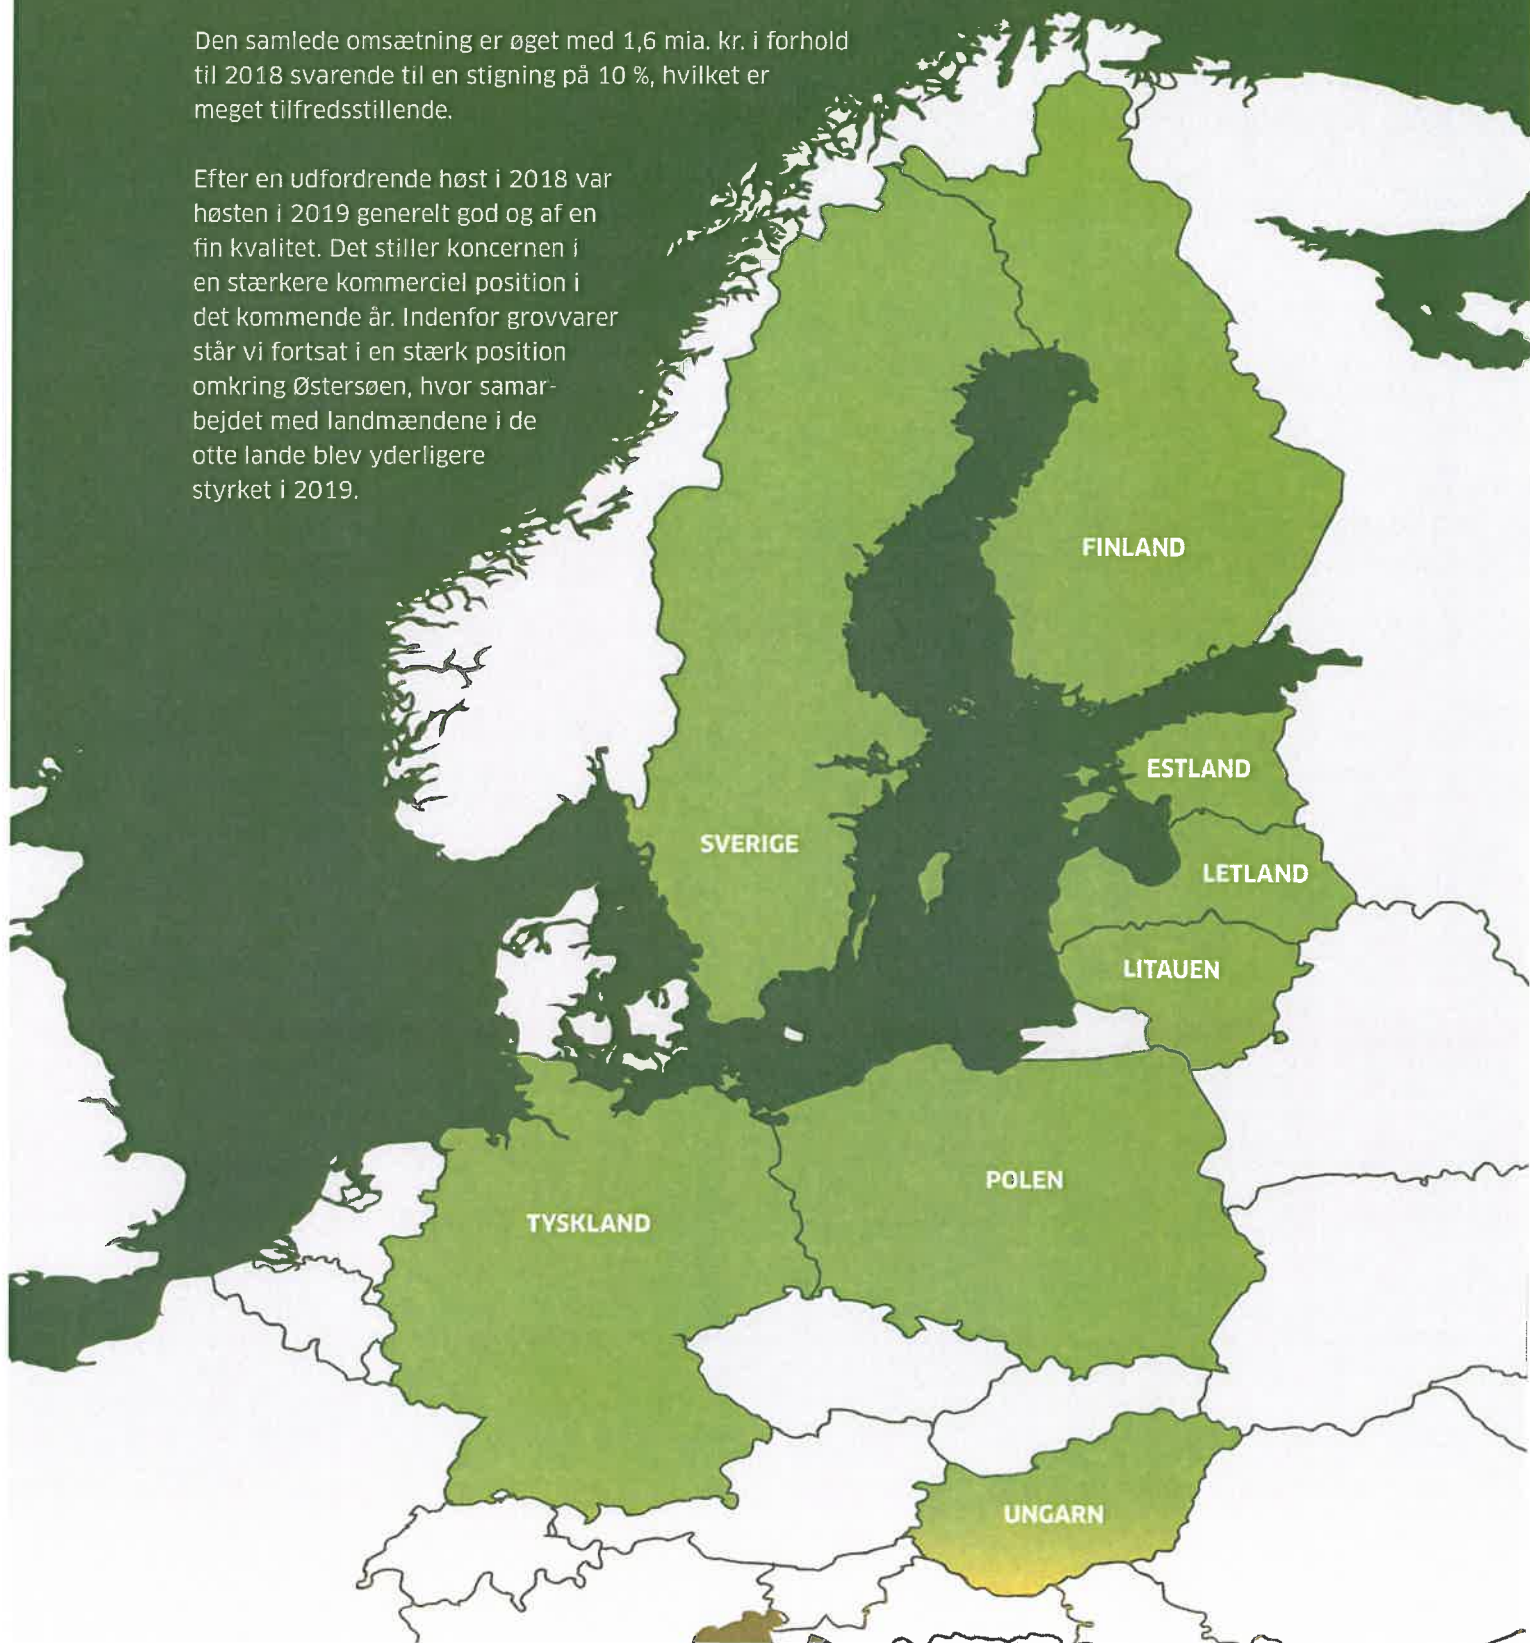 Den samlede omsætning er øget med 1,6 mia. kr. i forhold
til 2018 svarende til en stigning på 10 %, hvilket er
meget tilfredsstillende.
Efter en udfordrende høst i 2018 var
høsten i 2019 generelt god og af en
fin kvalitet. Det stiller koncernen i
en stærkere kommerciel position i
det kommende år. Indenfor grovvarer
står vi fortsat i en stærk position
omkring Østersøen, hvor samar-
bejdet med landmændene i de
otte lande blev yderligere
styrket i 2019.
FINLAND
ESTLAND
SVERIGE
LETLAND
LITAUEN
POLEN
TYSKLAND
UNGARN